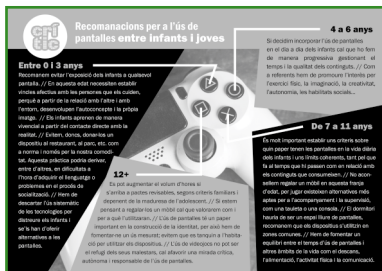 crí
tic
Recomanacions per a l'ús de
pantalles entre infants i joves
Entre 0 i 3 anys
Recomanem evitar l'exposició dels infants a qualsevol
pantalla. // En aquesta edat necessiten establir
vincles afectius amb les persones que els cuiden,
perquè a partir de la relació amb l'altre i amb
l'entorn, desenvolupen l'autoconcepte i la pròpia
imatge. // Els infants aprenen de manera
vivencial a partir del contacte directe amb la
realitat. // Evitem, doncs, donar-los un
dispositiu al restaurant, al parc, etc. com
a norma i només per la nostra comodi-
tat. Aquesta pràctica podria derivar,
entre d'altres, en dificultats a
l'hora d'adquirir el llenguatge o
problemes en el procés de
socialització. // Hem de
descartar l'ús sistemàtic
de les tecnologies per
distreure els infants i
se'ls han d'oferir
alternatives a les
pantalles.
4 a 6 anys
Si decidim incorporar l'ús de pantalles
en el dia a dia dels infants cal que ho fem
de manera progressiva gestionant el
temps i la qualitat dels continguts. // Com
a referents hem de promoure l'interès per
l'exercici físic, la imaginació, la creativitat,
l'autonomia, les habilitats socials...
De 7 a 11 anys
És molt important establir uns criteris sobre
quin paper tenen les pantalles en la vida diària
dels infants i uns límits coherents, tant pel que
fa al temps que hi passen com en relació amb
els continguts que consumeixen. // No acon-
sellem regalar un mòbil en aquesta franja
d'edat, per jugar existeixen alternatives més
aptes per a l'acompanyament i la supervisió,
com una tauleta o una consola. // El dormitori
hauria de ser un espai lliure de pantalles,
recomanem que els dispositius s'utilitzin en
zones comunes. // Hem de fomentar un
equilibri entre el temps d'ús de pantalles i
altres àmbits de la vida com el descans,
l'alimentació, l'activitat física i la comunicació.
12+
Es pot augmentar el volum d'hores si
s'arriba a pactes revisables, segons criteris familiars i
depenent de la maduresa de l'adolescent. // Si estem
pensant a regalar-los un mòbil cal que valorarem com i
per a què l'utilitzaran. // L'ús de pantalles té un paper
important en la construcció de la identitat, per això hem de
fomentar-ne un ús mesurat; evitem que es tanquin a l'habita-
ció per utilitzar els dispositius. // L'ús de videojocs no pot ser
el refugi dels seus malestars, cal afavorir una mirada crítica,
autònoma i responsable de l'ús de pantalles.